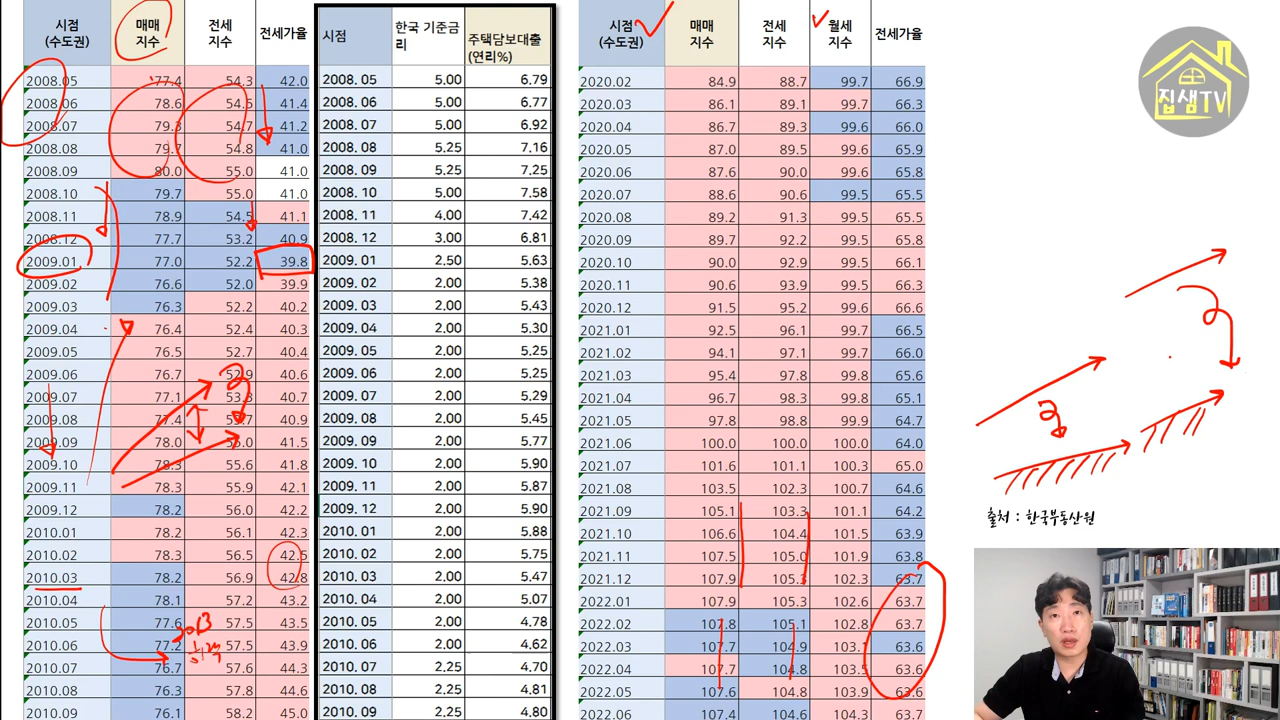 시점 (수도권) 매매 지수 전세 지수 전세가율
2008.05 77.4 54.3 42.0
2008.06 78.6 54.5 41.4
2008.07 79.3 54.7 41.2
2008.08 79.7 54.8 41.0
2008.09 80.0 55.0 41.0
2008.10 79.7 55.0 41.0
2008.11 78.9 54.5 41.1
2008.12 77.7 53.2 40.9
2009.01 77.0 52.2 39.8
2009.02 76.6 52.0 39.9
2009.03 76.3 52.2 40.2
2009.04 76.4 52.4 40.3
2009.05 76.5 52.7 40.4
2009.06 76.7 52.9 40.6
2009.07 77.1 53.3 40.7
2009.08 77.4 40.9
2009.09 78.0 41.5
2009.10 78.3 55.6 41.8
2009.11 78.3 55.9 42.1
2009.12 78.2 56.0 42.2
2010.01 78.2 56.1 42.3
2010.02 78.3 56.5 42.5
2010.03 78.2 56.9 42.8
2010.04 78.1 57.2 43.2
2010.05 77.6 57.5 43.5
2010.06 77.2 57.5 43.9
2010.07 76.7 57.6 44.3
2010.08 76.3 57.8 44.6
2010.09 76.1 58.2 45.0
2013
시점 한국 기준금리 주택담보대출 (연리%)
2008. 05 5.00 6.79
2008. 06 5.00 6.77
2008. 07 5.00 6.92
2008. 08 5.25 7.16
2008. 09 5.25 7.25
2008. 10 5.00 7.58
2008. 11 4.00 7.42
2008. 12 3.00 6.81
2009. 01 2.50 5.63
2009. 02 2.00 5.38
2009. 03 2.00 5.43
2009. 04 2.00 5.30
2009. 05 2.00 5.25
2009. 06 2.00 5.25
2009. 07 2.00 5.29
2009. 08 2.00 5.45
2009. 09 2.00 5.77
2009. 10 2.00 5.90
2009. 11 2.00 5.87
2009. 12 2.00 5.90
2010. 01 2.00 5.88
2010. 02 2.00 5.75
2010. 03 2.00 5.47
2010. 04 2.00 5.07
2010. 05 2.00 4.78
2010. 06 2.00 4.62
2010. 07 2.25 4.70
2010. 08 2.25 4.81
2010. 09 2.25 4.80
시점 (수도권) 매매 지수 전세 지수 월세 지수 전세가율
2020.02 84.9 88.7 99.7 66.9
2020.03 86.1 89.1 99.7 66.3
2020.04 86.7 89.3 99.6 66.0
2020.05 87.0 89.5 99.6 65.9
2020.06 87.6 90.0 99.6 65.8
2020.07 88.6 90.6 99.5 65.5
2020.08 89.2 91.3 99.5 65.5
2020.09 89.7 92.2 99.5 65.8
2020.10 90.0 92.9 99.5 66.1
2020.11 90.6 93.9 99.5 66.3
2020.12 91.5 95.2 99.6 66.6
2021.01 92.5 96.1 99.7 66.5
2021.02 94.1 97.1 99.7 66.0
2021.03 95.4 97.8 99.8 65.6
2021.04 96.7 98.3 99.8 65.1
2021.05 97.8 98.8 99.9 64.7
2021.06 100.0 100.0 100.0 64.0
2021.07 101.6 101.1 100.3 65.0
2021.08 103.5 102.3 100.7 64.6
2021.09 105.1 103.3 101.1 64.2
2021.10 106.6 104.4 101.5 63.9
2021.11 107.5 105.0 101.9 63.8
2021.12 107.9 105.3 102.3 63.7
2022.01 107.9 105.3 102.6 63.7
2022.02 107.8 105.1 102.8 63.7
2022.03 107.7 104.9 63.6
2022.04 107.7 104.8 103.5 63.6
2022.05 107.6 104.8 103.9 63.6
2022.06 107.4 104.6 104.3 63.7
집샘TV
출처 : 한국부동산원